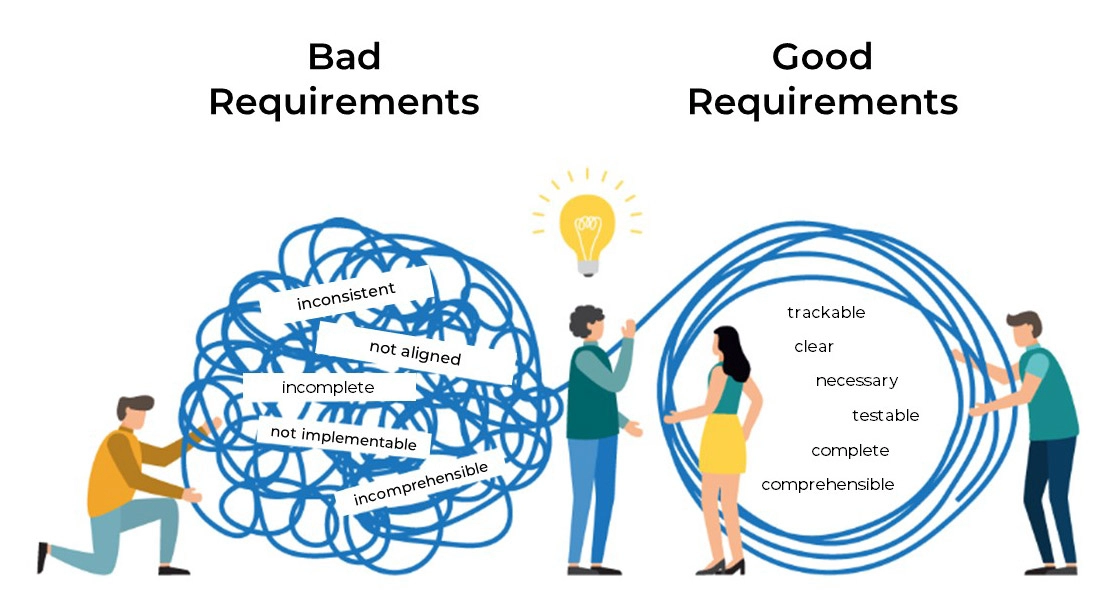 Bad
Requirements
Good
Requirements
inconsistent
not aligned
incomplete
not implementable
incomprehensible
trackable
clear
necessary
testable
complete
comprehensible